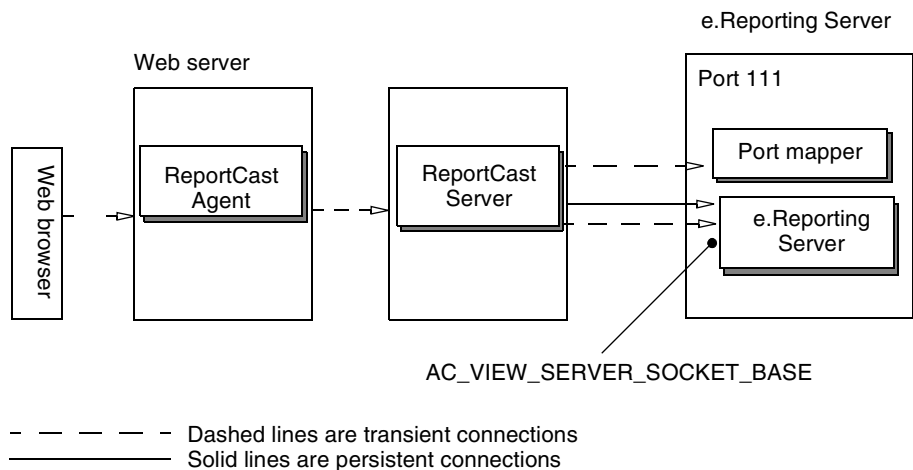 e.Reporting Server
Web server
Port 111
Port mapper
ReportCast
Agent
ReportCast
Server
Web browser
e.Reporting
Server
AC_VIEW_SERVER_SOCKET_BASE
Dashed lines are transient connections
Solid lines are persistent connections